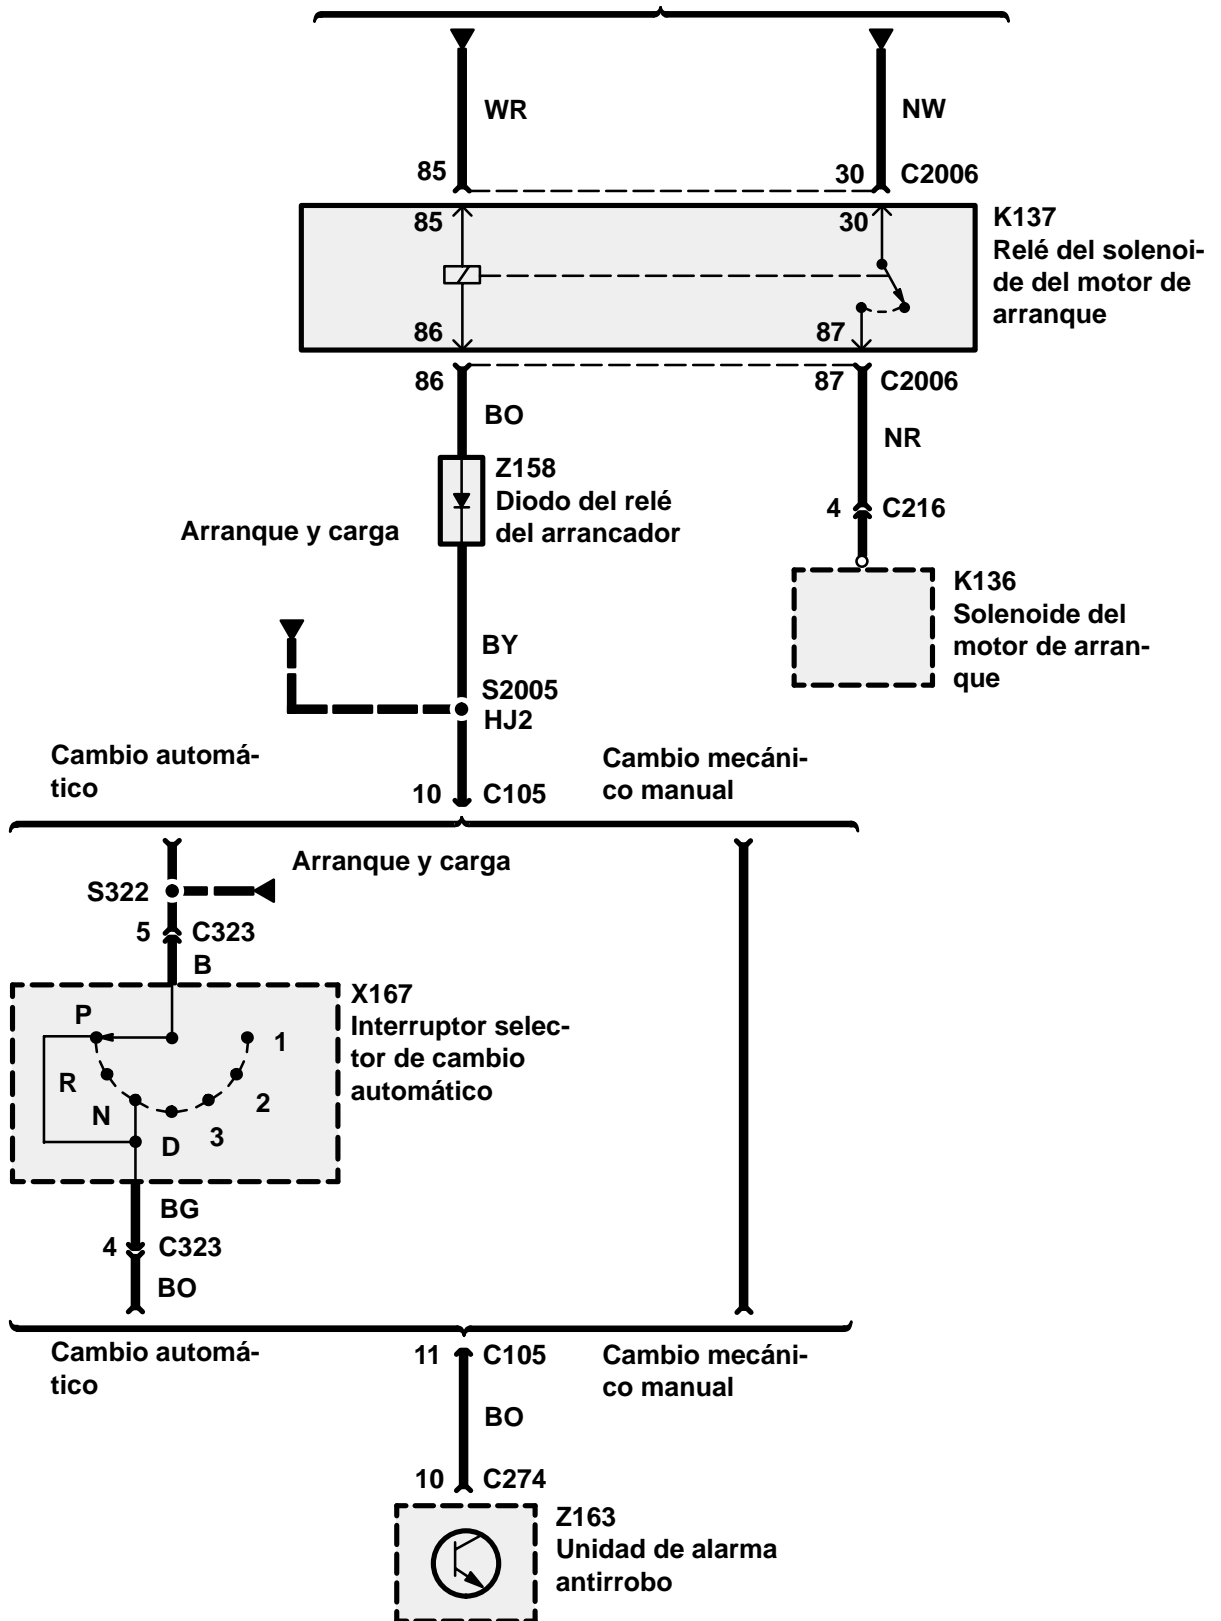 WR
NW
85
30 C2006
85
30
K137
Relé del solenoi-
de del motor de
arranque
86
87
86
87 C2006
BO
NR
Z158
Diodo del relé
del arrancador
4 C216
Arranque y carga
K136
Solenoide del
motor de arran-
que
BY
S2005
HJ2
Cambio automá-
tico
Cambio mecáni-
co manual
10 C105
Arranque y carga
S322
5 C323
B
X167
Interruptor selec-
tor de cambio
automático
P
1
R
2
N
3
D
BG
4 C323
BO
Cambio automá-
tico
11 C105
Cambio mecáni-
co manual
BO
10 C274
Z163
Unidad de alarma
antirrobo